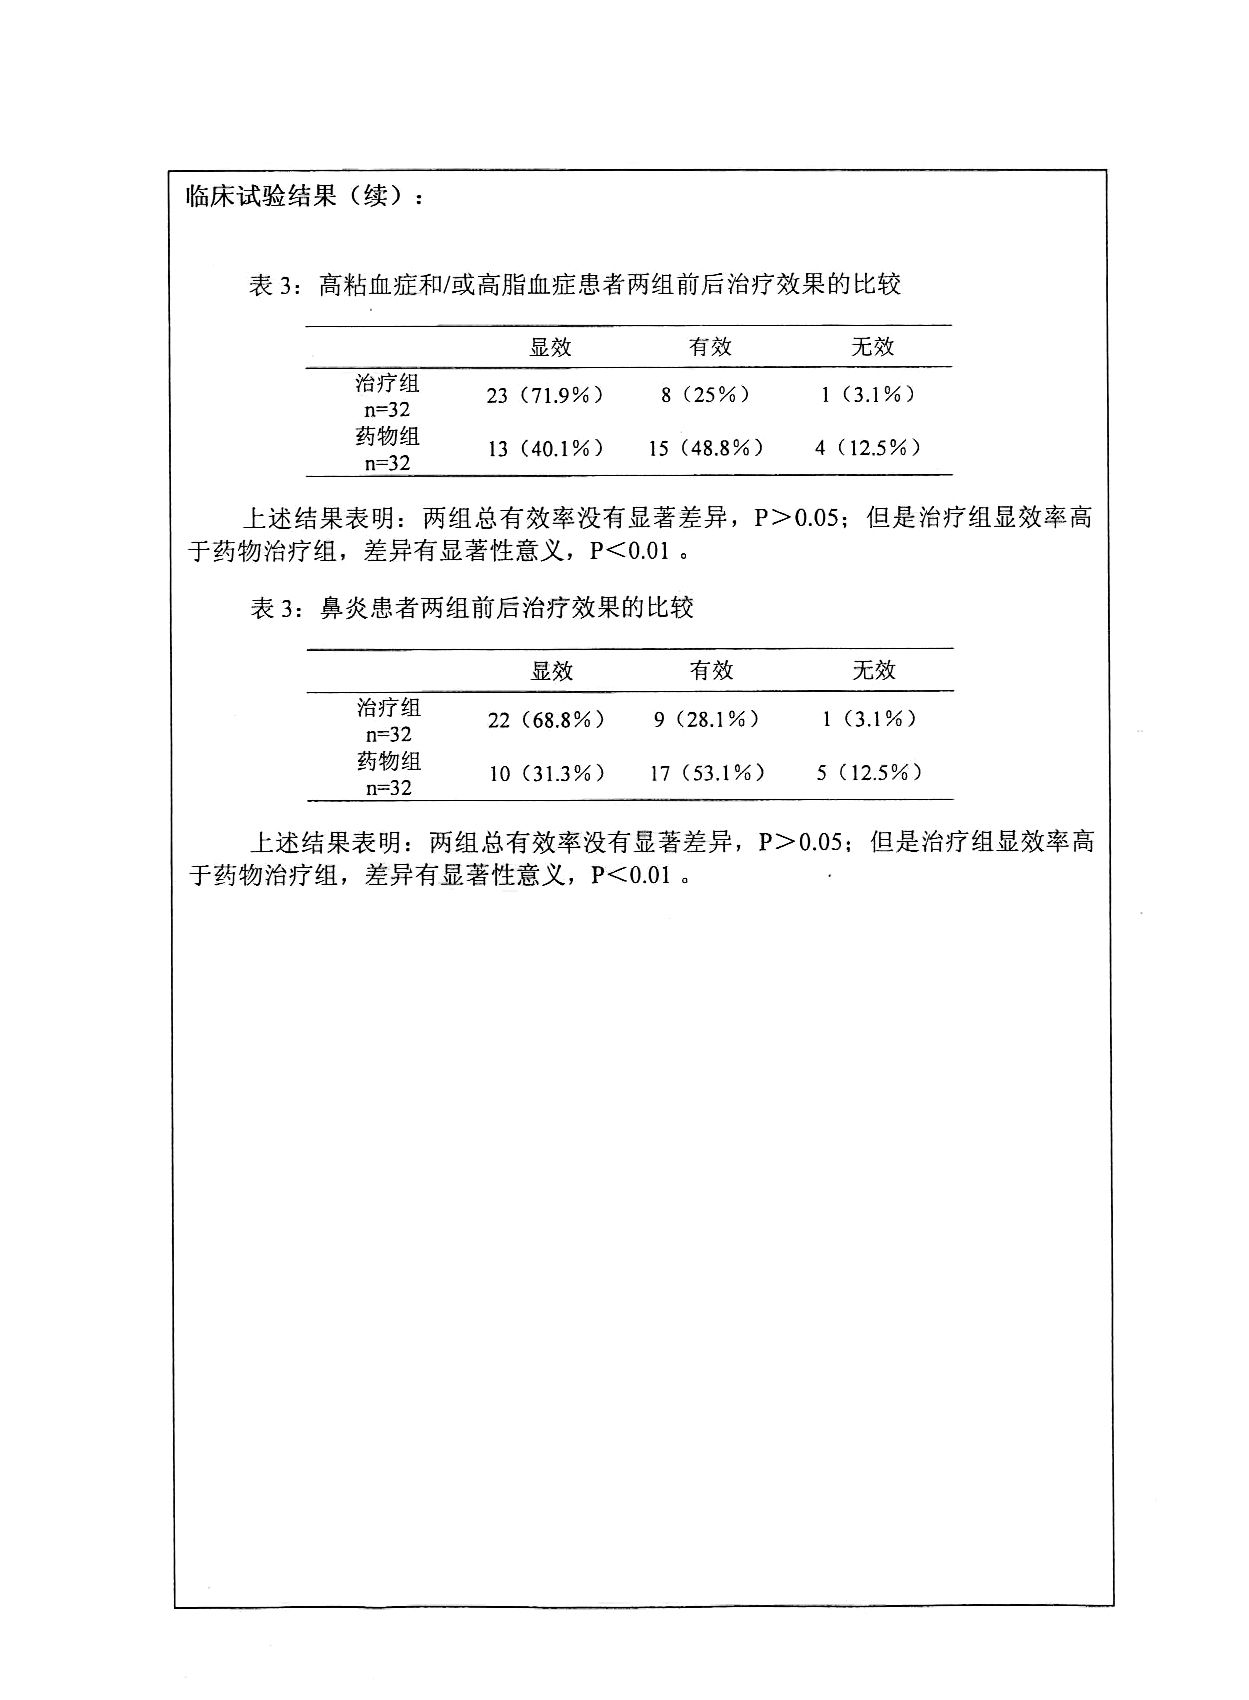 临床试验结果（续）：
表 3：高粘血症和/或高脂血症患者两组前后治疗效果的比较
显效 有效 无效
治疗组
n=32
23（71.9%） 8（25%） 1（3.1%）
药物组
n=32
13（40.1%） 15（48.8%） 4（12.5%）
上述结果表明：两组总有效率没有显著差异，P＞0.05；但是治疗组显效率高
于药物治疗组，差异有显著性意义，P＜0.01 。
表 3：鼻炎患者两组前后治疗效果的比较
显效 有效 无效
治疗组
n=32
22（68.8%） 9（28.1%） 1（3.1%）
药物组
n=32
10（31.3%） 17（53.1%） 5（12.5%）
上述结果表明：两组总有效率没有显著差异，P＞0.05；但是治疗组显效率高
于药物治疗组，差异有显著性意义，P＜0.01 。